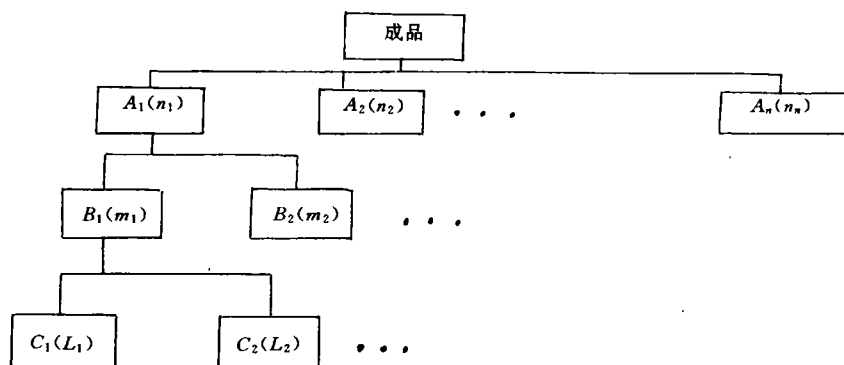 成品
A₁(n₁) A₂(n₂) · · · Aₙ(nₙ)
B₁(m₁) B₂(m₂) · · ·
C₁(L₁) C₂(L₂) · · ·